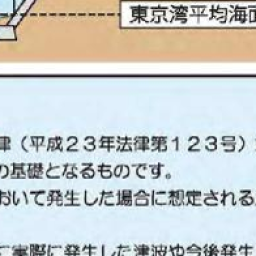 東京湾平均海面
津（平成２３年法律第１２３号）
の基礎となるものです。
おいて発生した場合に想定される
に実際に発生した津波や今後発生